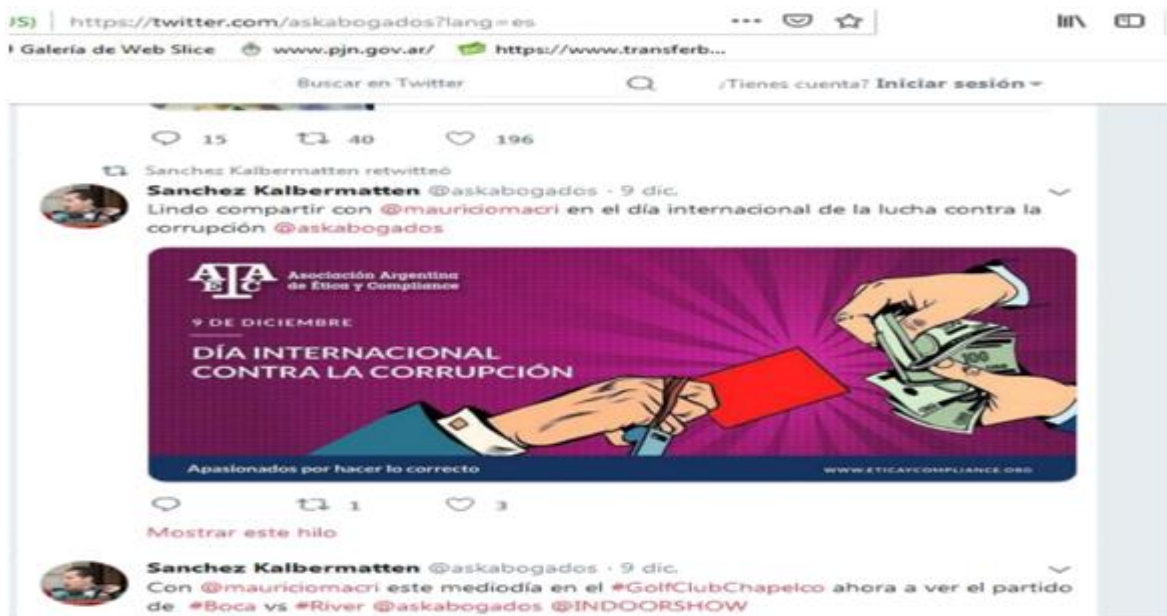 JS) https://twitter.com/askabogados?lang=es
Galería de Web Slice www.pjn.gov.ar/ https://www.transferb...
Buscar en Twitter ¿Tienes cuenta? Iniciar sesión
15 40 196
Sanchez Kalbermatten retwitteó
Sanchez Kalbermatten @askabogados · 9 dic.
Lindo compartir con @mauriciomacri en el día internacional de la lucha contra la
corrupción @askabogados
AEAC Asociación Argentina
de Ética y Compliance
9 DE DICIEMBRE
DÍA INTERNACIONAL
CONTRA LA CORRUPCIÓN
100
Apasionados por hacer lo correcto WWW.ETICAYCOMPLIANCE.ORG
1 3
Mostrar este hilo
Sanchez Kalbermatten @askabogados · 9 dic.
Con @mauriciomacri este mediodía en el #GolfClubChapelco ahora a ver el partido
de #Boca vs #River @askabogados @INDOORSHOW